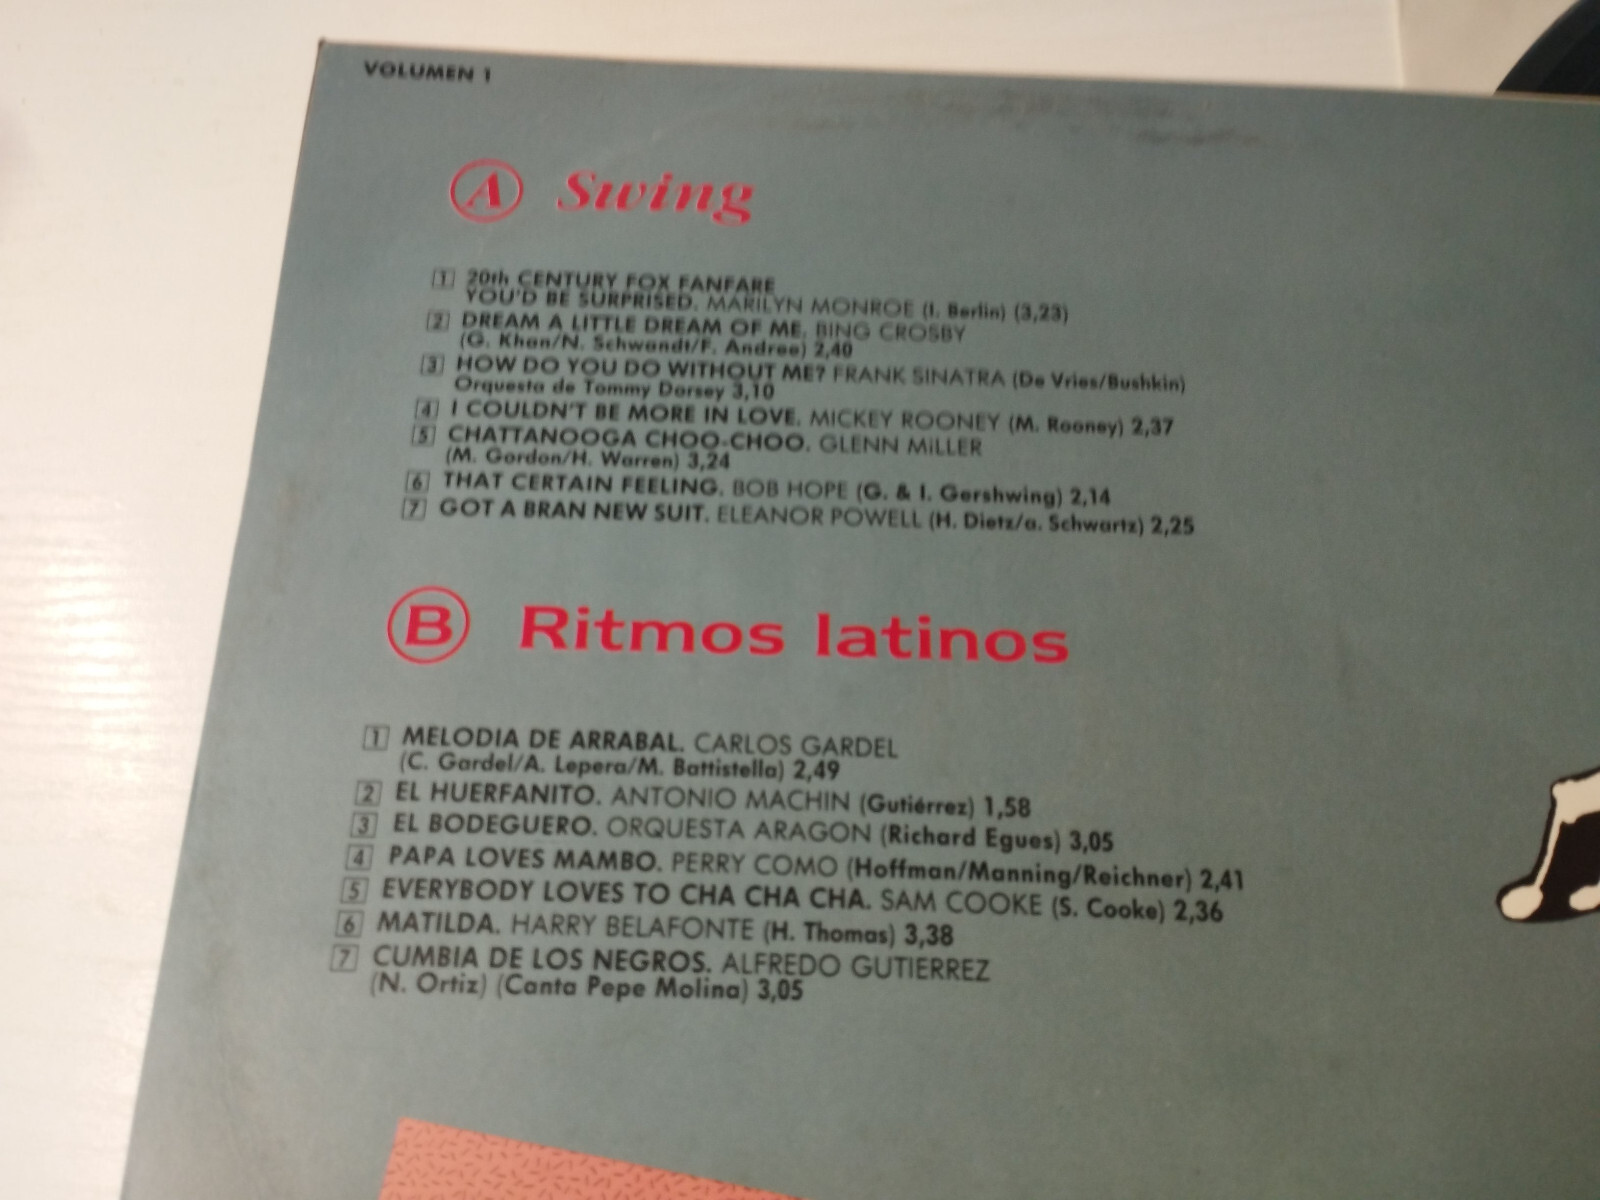 VOLUMEN 1
A Swing
1 20th CENTURY FOX FANFARE
YOU'D BE SURPRISED. MARILYN MONROE (I. Berlin) (3,23)
2 DREAM A LITTLE DREAM OF ME. BING CROSBY
(G. Khan/N. Schwandt/F. Andree) 2,40
3 HOW DO YOU DO WITHOUT ME? FRANK SINATRA (De Vries/Bushkin)
Orquesta de Tommy Dorsey 3,10
4 I COULDN'T BE MORE IN LOVE. MICKEY ROONEY (M. Rooney) 2,37
5 CHATTANOOGA CHOO-CHOO. GLENN MILLER
(M. Gordon/H. Warren) 3,24
6 THAT CERTAIN FEELING. BOB HOPE (G. & I. Gershwing) 2,14
7 GOT A BRAN NEW SUIT. ELEANOR POWELL (H. Dietz/a. Schwartz) 2,25
B Ritmos latinos
1 MELODIA DE ARRABAL. CARLOS GARDEL
(C. Gardel/A. Lepera/M. Battistella) 2,49
2 EL HUERFANITO. ANTONIO MACHIN (Gutiérrez) 1,58
3 EL BODEGUERO. ORQUESTA ARAGON (Richard Egues) 3,05
4 PAPA LOVES MAMBO. PERRY COMO (Hoffman/Manning/Reichner) 2,41
5 EVERYBODY LOVES TO CHA CHA CHA. SAM COOKE (S. Cooke) 2,36
6 MATILDA. HARRY BELAFONTE (H. Thomas) 3,38
7 CUMBIA DE LOS NEGROS. ALFREDO GUTIERREZ
(N. Ortiz) (Canta Pepe Molina) 3,05